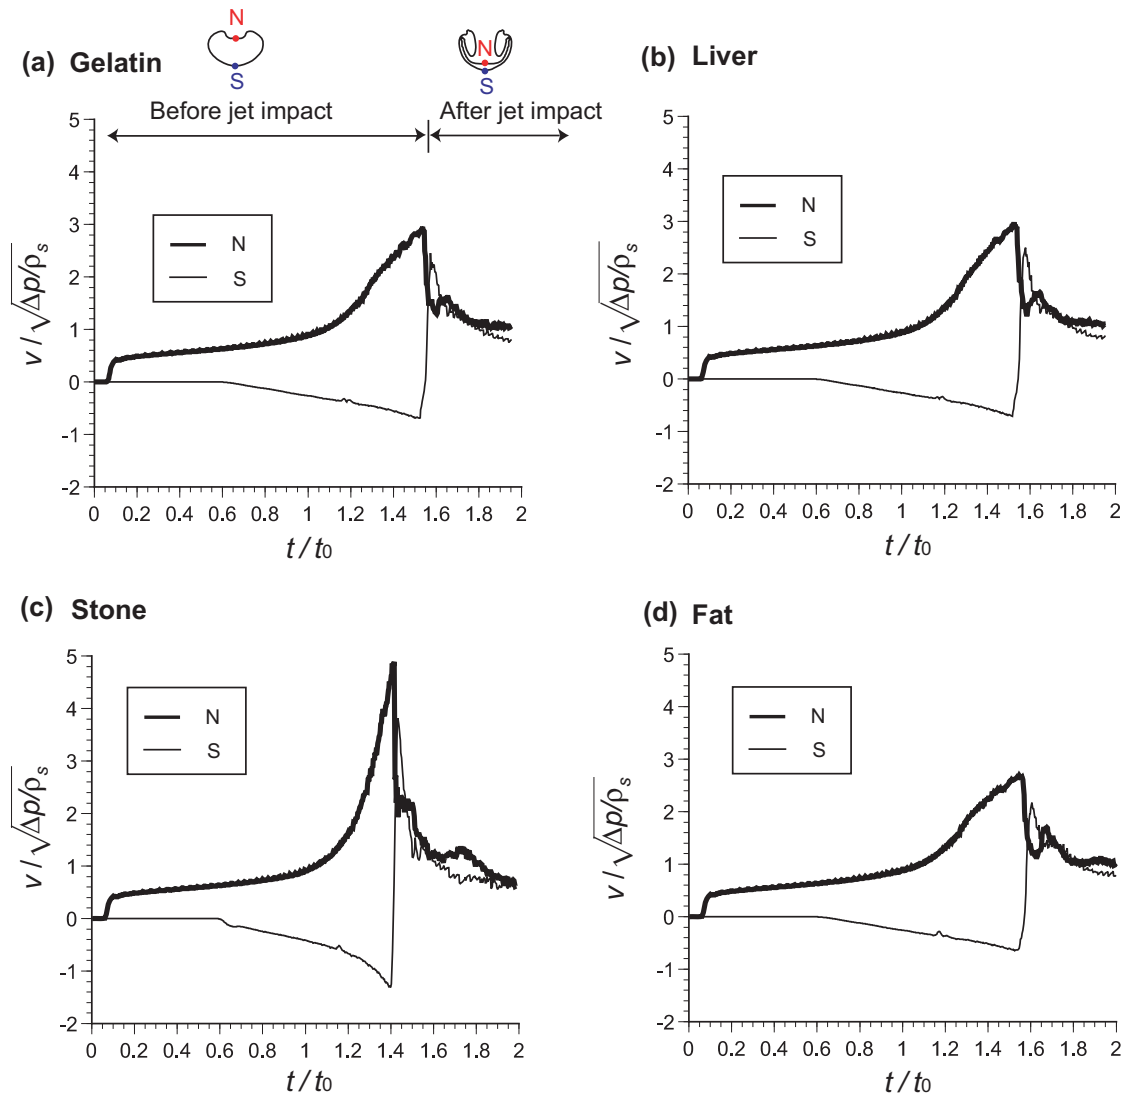 N
(a) Gelatin
N
S
S
Before jet impact
After jet impact
5
4
3
2
1
0
-1
-2
N
S
v / √Δp/ρs
0 0.2 0.4 0.6 0.8 1 1.2 1.4 1.6 1.8 2
t / t0
(b) Liver
5
4
3
2
1
0
-1
-2
N
S
v / √Δp/ρs
0 0.2 0.4 0.6 0.8 1 1.2 1.4 1.6 1.8 2
t / t0
(c) Stone
5
4
3
2
1
0
-1
-2
N
S
v / √Δp/ρs
0 0.2 0.4 0.6 0.8 1 1.2 1.4 1.6 1.8 2
t / t0
(d) Fat
5
4
3
2
1
0
-1
-2
N
S
v / √Δp/ρs
0 0.2 0.4 0.6 0.8 1 1.2 1.4 1.6 1.8 2
t / t0